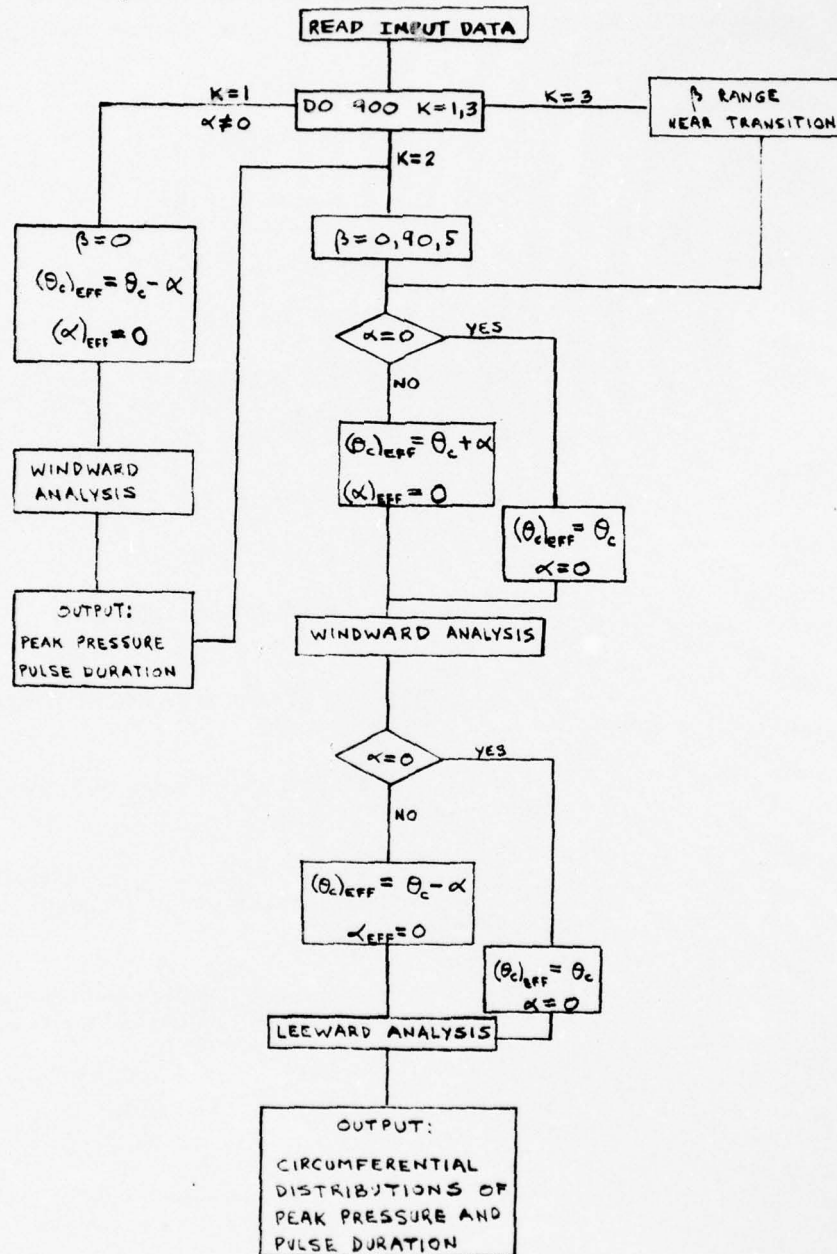 READ INPUT DATA
K=1
α≠0
DO 900 K=1,3
K=3
β RANGE
NEAR TRANSITION
K=2
β=0
(θc)EFF=θc-α
(α)EFF=0
β=0,90,5
α=0
YES
NO
(θc)EFF=θc+α
(α)EFF=0
WINDWARD
ANALYSIS
(θc)EFF=θc
α=0
OUTPUT:
PEAK PRESSURE
PULSE DURATION
WINDWARD ANALYSIS
α=0
YES
NO
(θc)EFF=θc-α
αEFF=0
(θc)EFF=θc
α=0
LEEWARD ANALYSIS
OUTPUT:
CIRCUMFERENTIAL
DISTRIBUTIONS OF
PEAK PRESSURE AND
PULSE DURATION